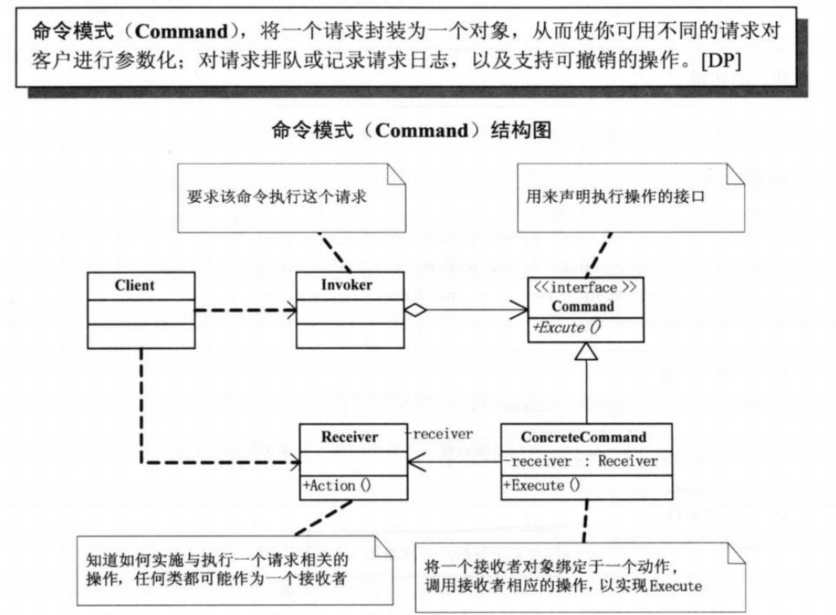 命令模式（Command），将一个请求封装为一个对象，从而使你可用不同的请求对
客户进行参数化；对请求排队或记录请求日志，以及支持可撤销的操作。[DP]
命令模式（Command）结构图
要求该命令执行这个请求
用来声明执行操作的接口
Client
Invoker
<<interface>>
Command
+Excute()
Receiver
+Action()
-receiver
ConcreteCommand
-receiver : Receiver
+Execute()
知道如何实施与执行一个请求相关的
操作，任何类都可能作为一个接收者
将一个接收者对象绑定于一个动作，
调用接收者相应的操作，以实现Execute